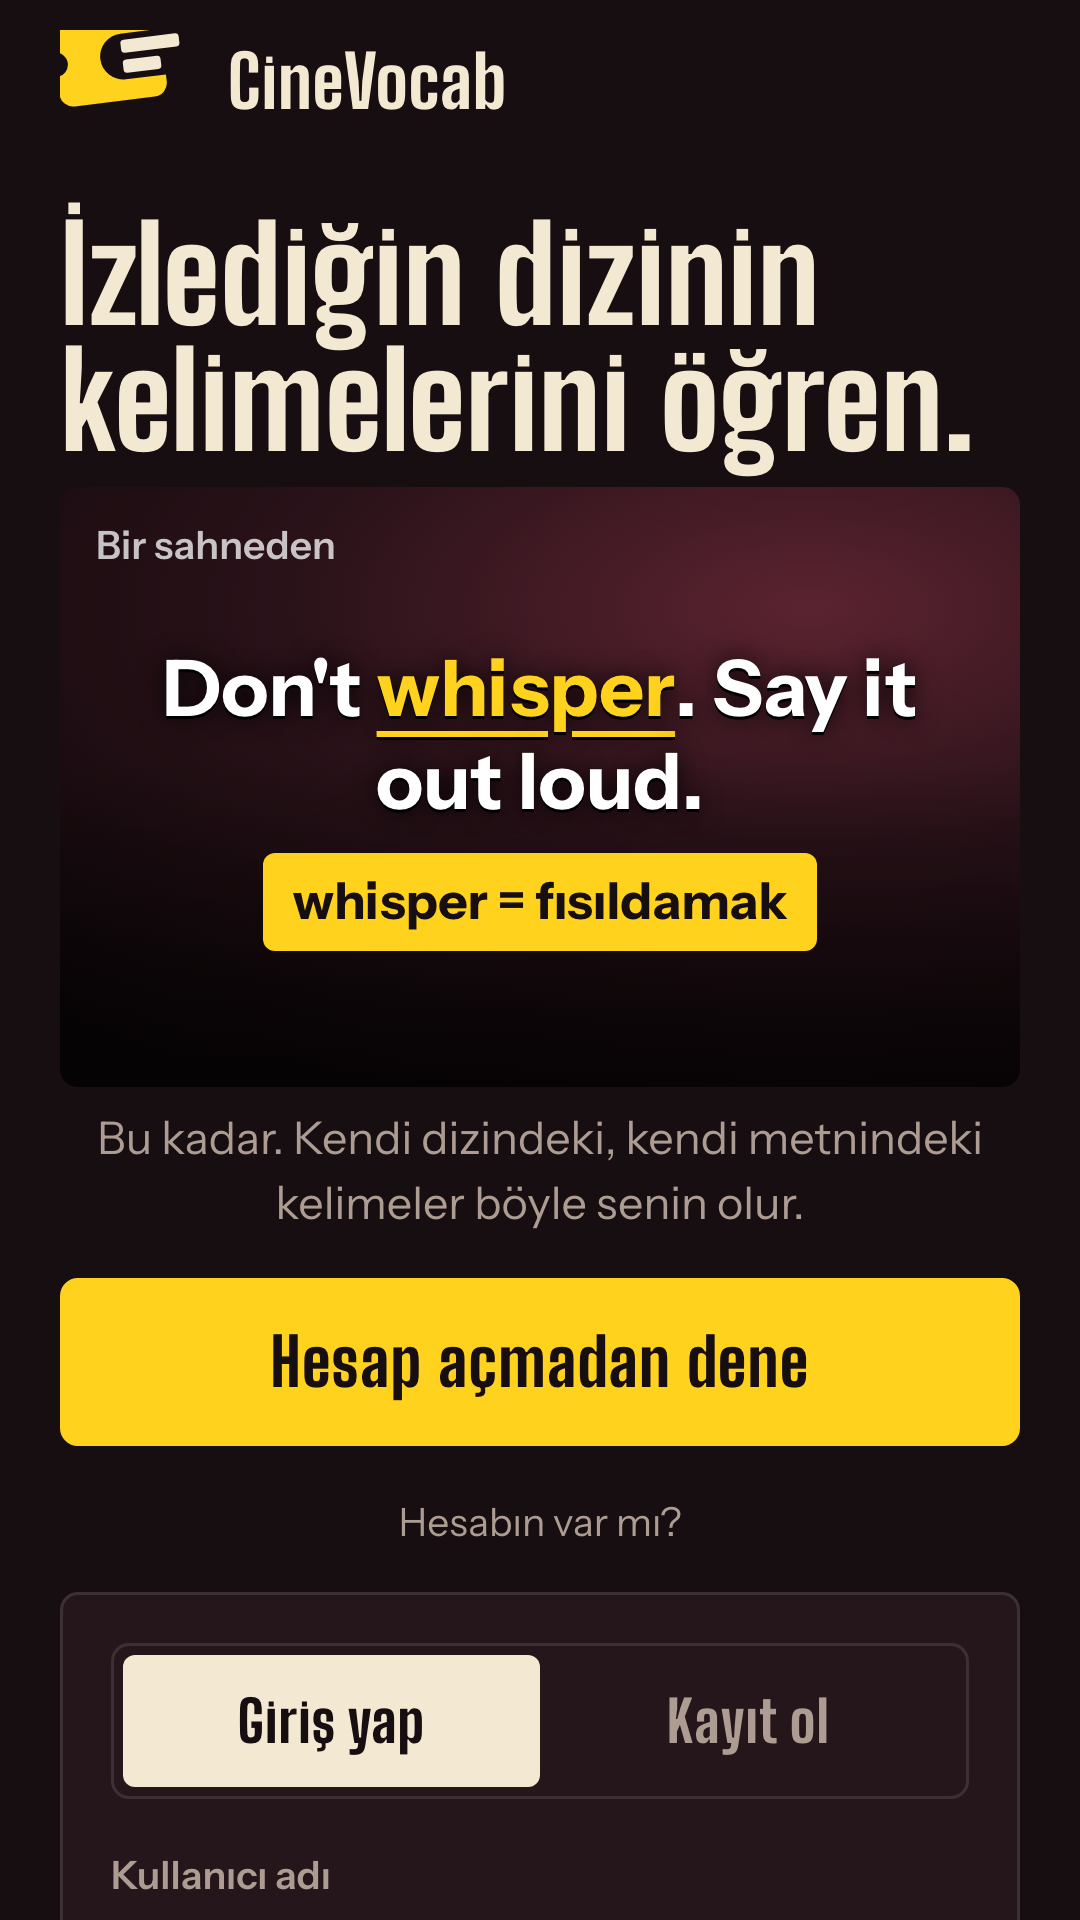 CineVocab
İzlediğin dizinin
kelimelerini öğren.
Bir sahneden
Don't whisper. Say it
out loud.
whisper = fısıldamak
Bu kadar. Kendi dizindeki, kendi metnindeki
kelimeler böyle senin olur.
Hesap açmadan dene
Hesabın var mı?
Giriş yap
Kayıt ol
Kullanıcı adı